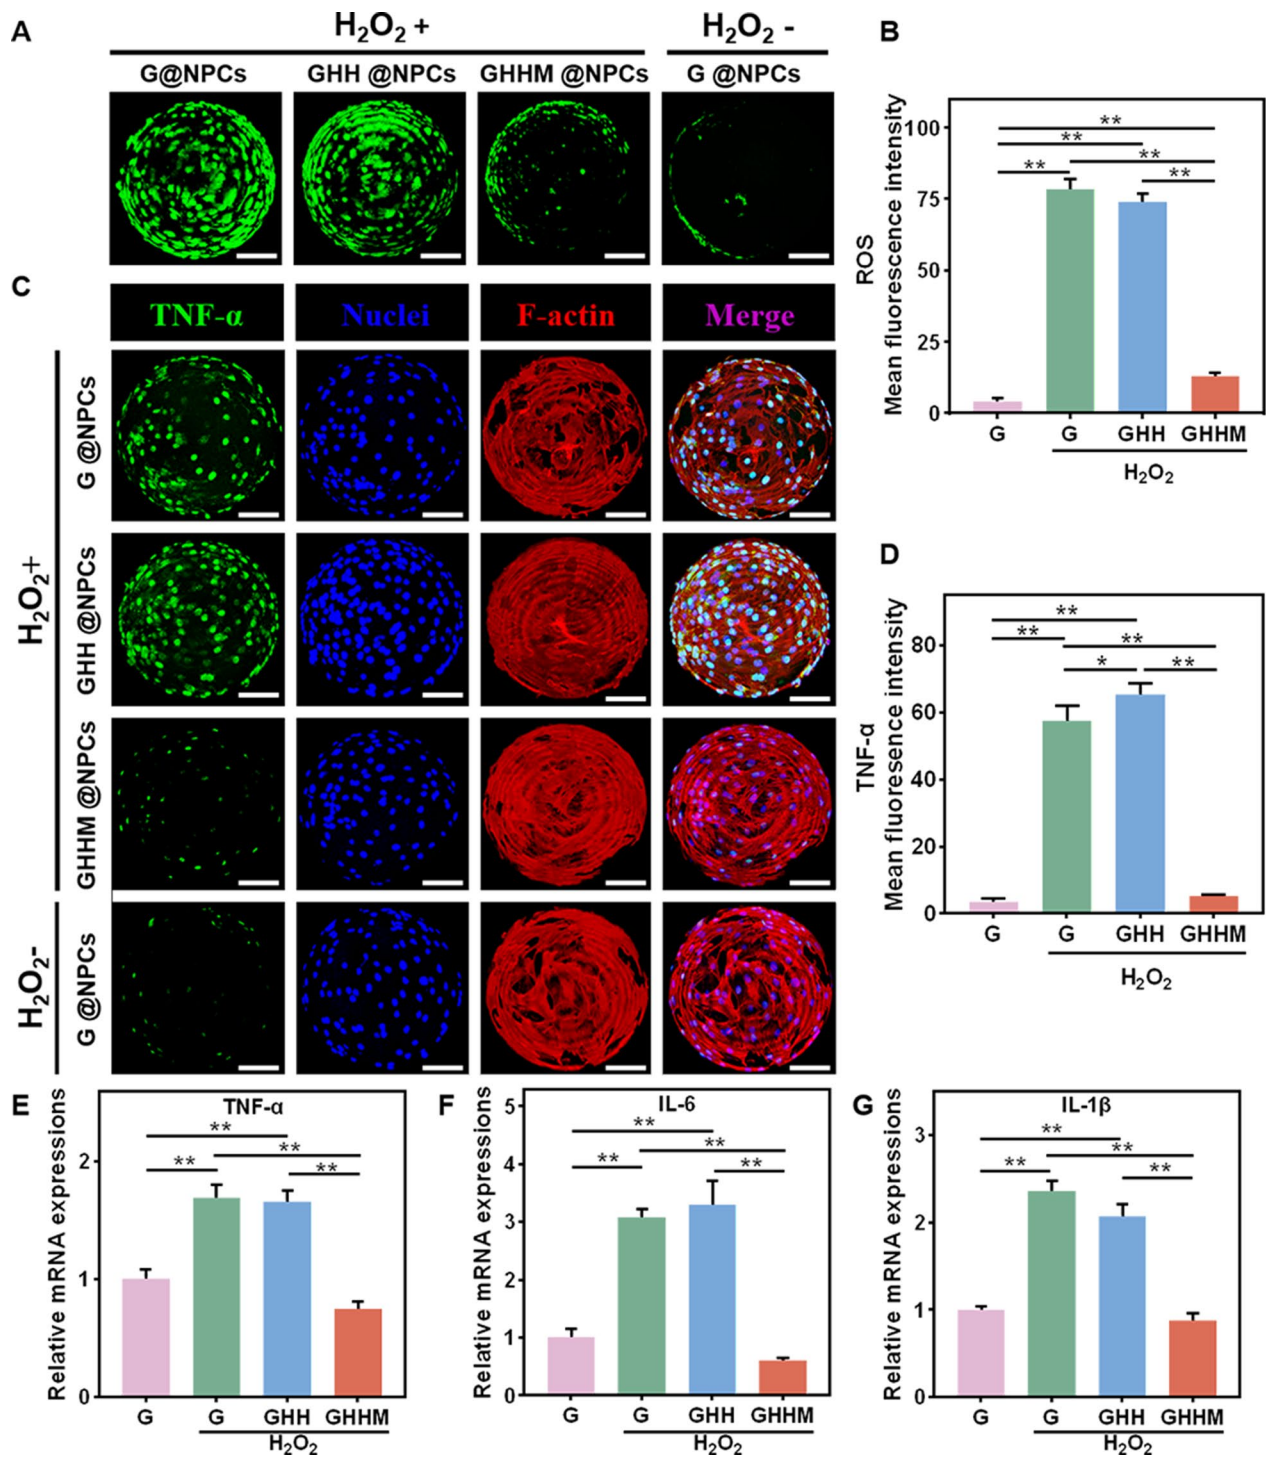 A
H₂O₂ +
H₂O₂ -
G@NPCs
GHH @NPCs
GHHM @NPCs
G @NPCs
B
ROS
Mean fluorescence intensity
100
75
50
25
0
**
**
**
**
**
G
G
GHH
GHHM
H₂O₂
C
TNF-α
Nuclei
F-actin
Merge
H₂O₂+
G @NPCs
GHH @NPCs
GHHM @NPCs
H₂O₂-
G @NPCs
D
TNF-α
Mean fluoresence intensity
80
60
40
20
0
**
**
**
*
**
G
G
GHH
GHHM
H₂O₂
E
TNF-α
Relative mRNA expressions
2
1
0
**
**
**
**
G
G
GHH
GHHM
H₂O₂
F
IL-6
Relative mRNA expressions
5
4
3
2
1
0
**
**
**
**
G
G
GHH
GHHM
H₂O₂
G
IL-1β
Relative mRNA expressions
3
2
1
0
**
**
**
**
G
G
GHH
GHHM
H₂O₂